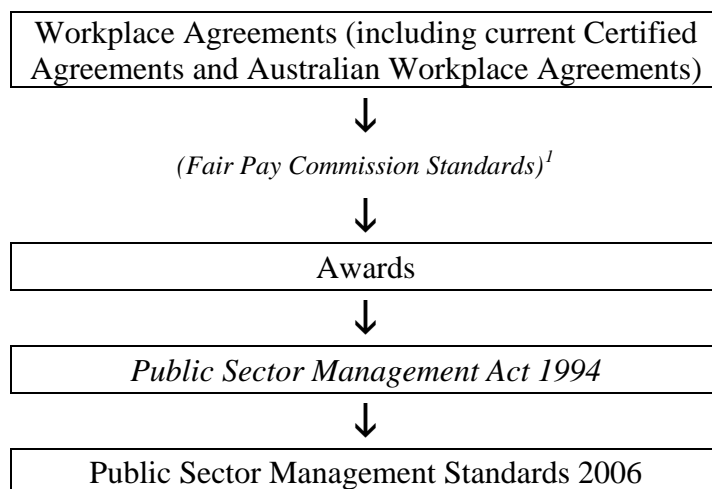 Workplace Agreements (including current Certified
Agreements and Australian Workplace Agreements)
↓
(Fair Pay Commission Standards)1
↓
Awards
↓
Public Sector Management Act 1994
↓
Public Sector Management Standards 2006